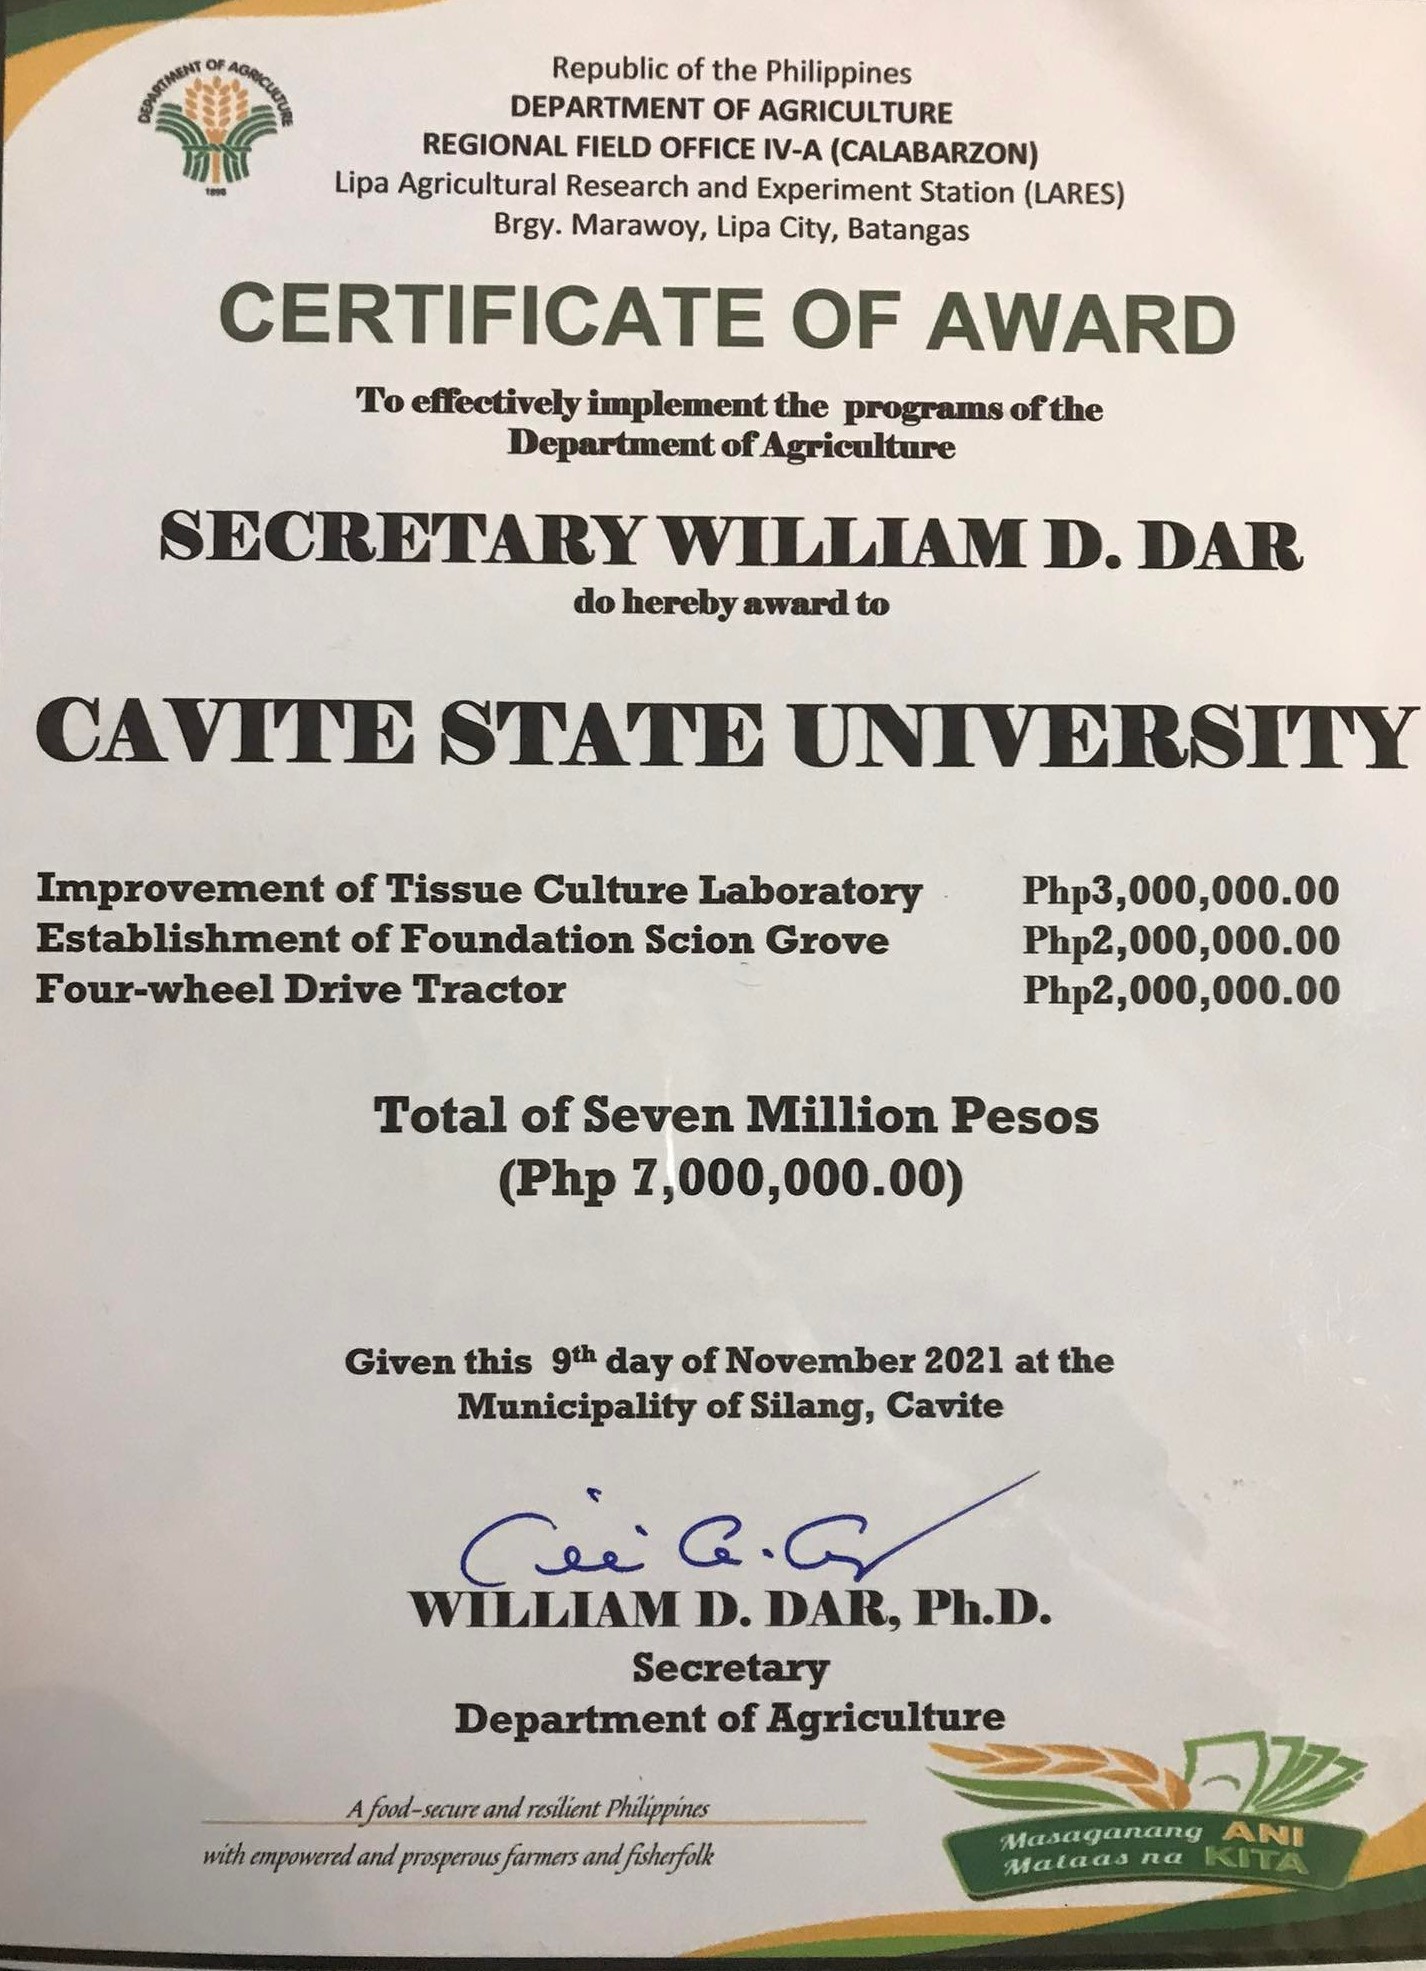 DEPARTMENT OF AGRICULTURE
1898
Republic of the Philippines
DEPARTMENT OF AGRICULTURE
REGIONAL FIELD OFFICE IV-A (CALABARZON)
Lipa Agricultural Research and Experiment Station (LARES)
Brgy. Marawoy, Lipa City, Batangas
CERTIFICATE OF AWARD
To effectively implement the programs of the
Department of Agriculture
SECRETARY WILLIAM D. DAR
do hereby award to
CAVITE STATE UNIVERSITY
Improvement of Tissue Culture Laboratory Php3,000,000.00
Establishment of Foundation Scion Grove Php2,000,000.00
Four-wheel Drive Tractor Php2,000,000.00
Total of Seven Million Pesos
(Php 7,000,000.00)
Given this 9th day of November 2021 at the
Municipality of Silang, Cavite
WILLIAM D. DAR, Ph.D.
Secretary
Department of Agriculture
A food-secure and resilient Philippines
with empowered and prosperous farmers and fisherfolk
Masaganang ANI
Mataas na KITA